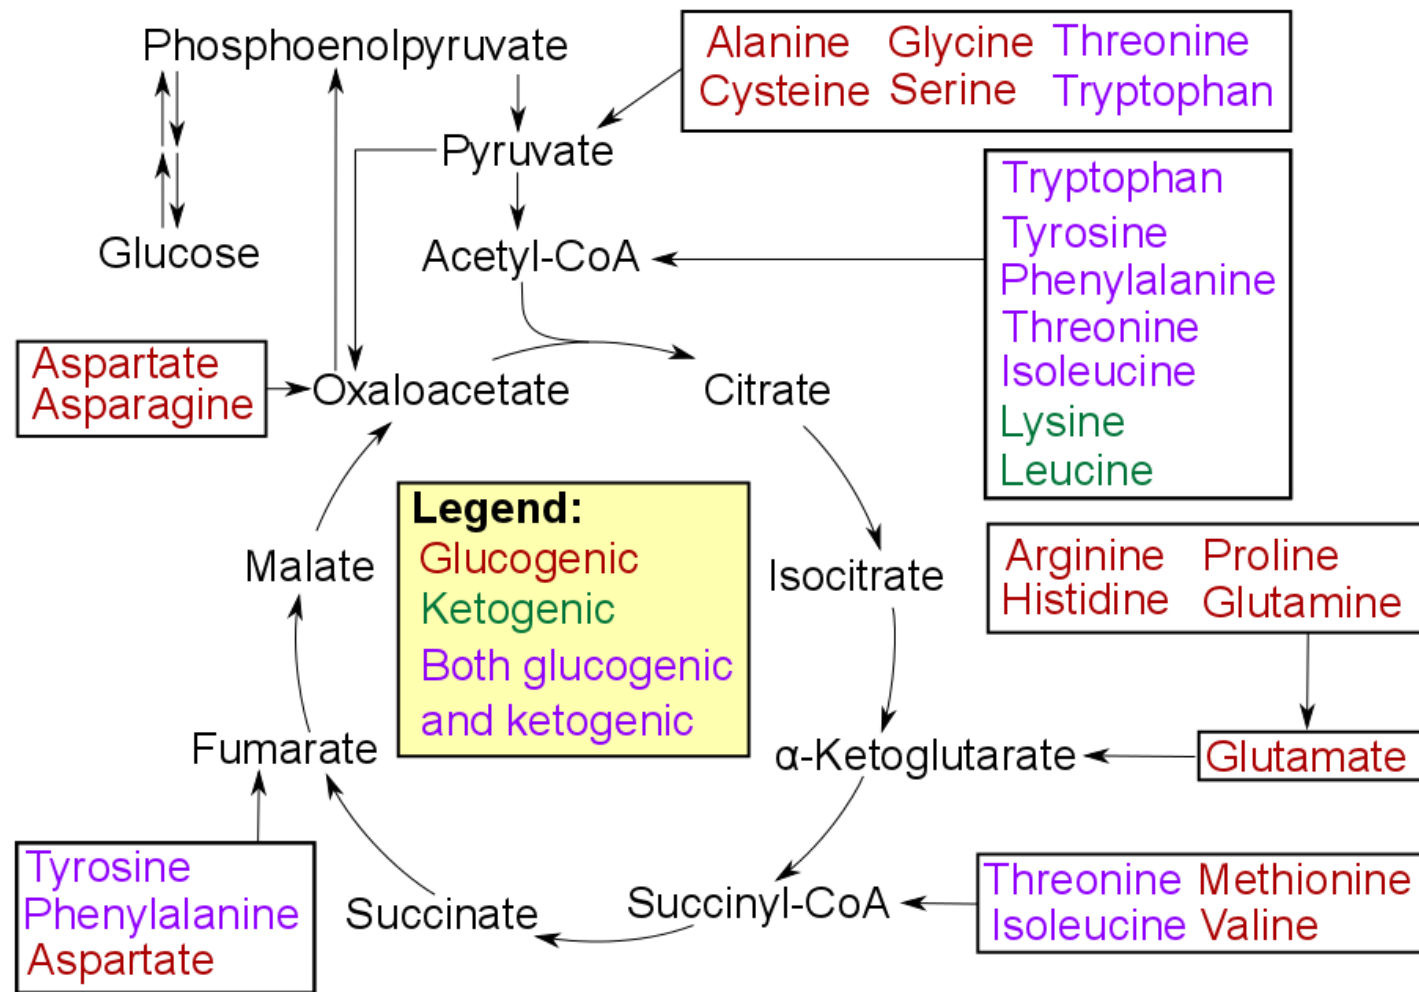 Phosphoenolpyruvate
Alanine Glycine Threonine
Cysteine Serine Tryptophan
Pyruvate
Glucose
Acetyl-CoA
Tryptophan
Tyrosine
Phenylalanine
Threonine
Isoleucine
Lysine
Leucine
Aspartate
Asparagine
Oxaloacetate
Citrate
Legend:
Glucogenic
Ketogenic
Both glucogenic
and ketogenic
Malate
Isocitrate
Arginine Proline
Histidine Glutamine
Fumarate
α-Ketoglutarate
Glutamate
Tyrosine
Phenylalanine
Aspartate
Succinate
Succinyl-CoA
Threonine Methionine
Isoleucine Valine